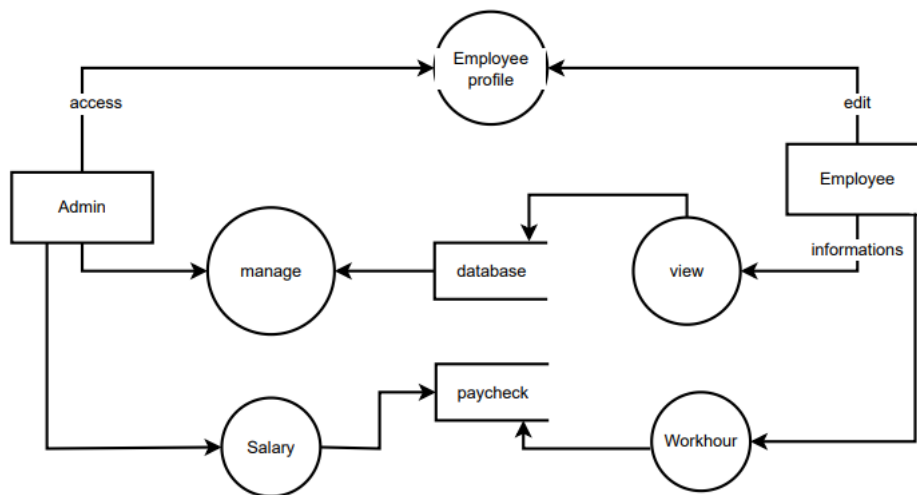 Employee
profile
access
edit
Admin
Employee
informations
manage
database
view
paycheck
Salary
Workhour